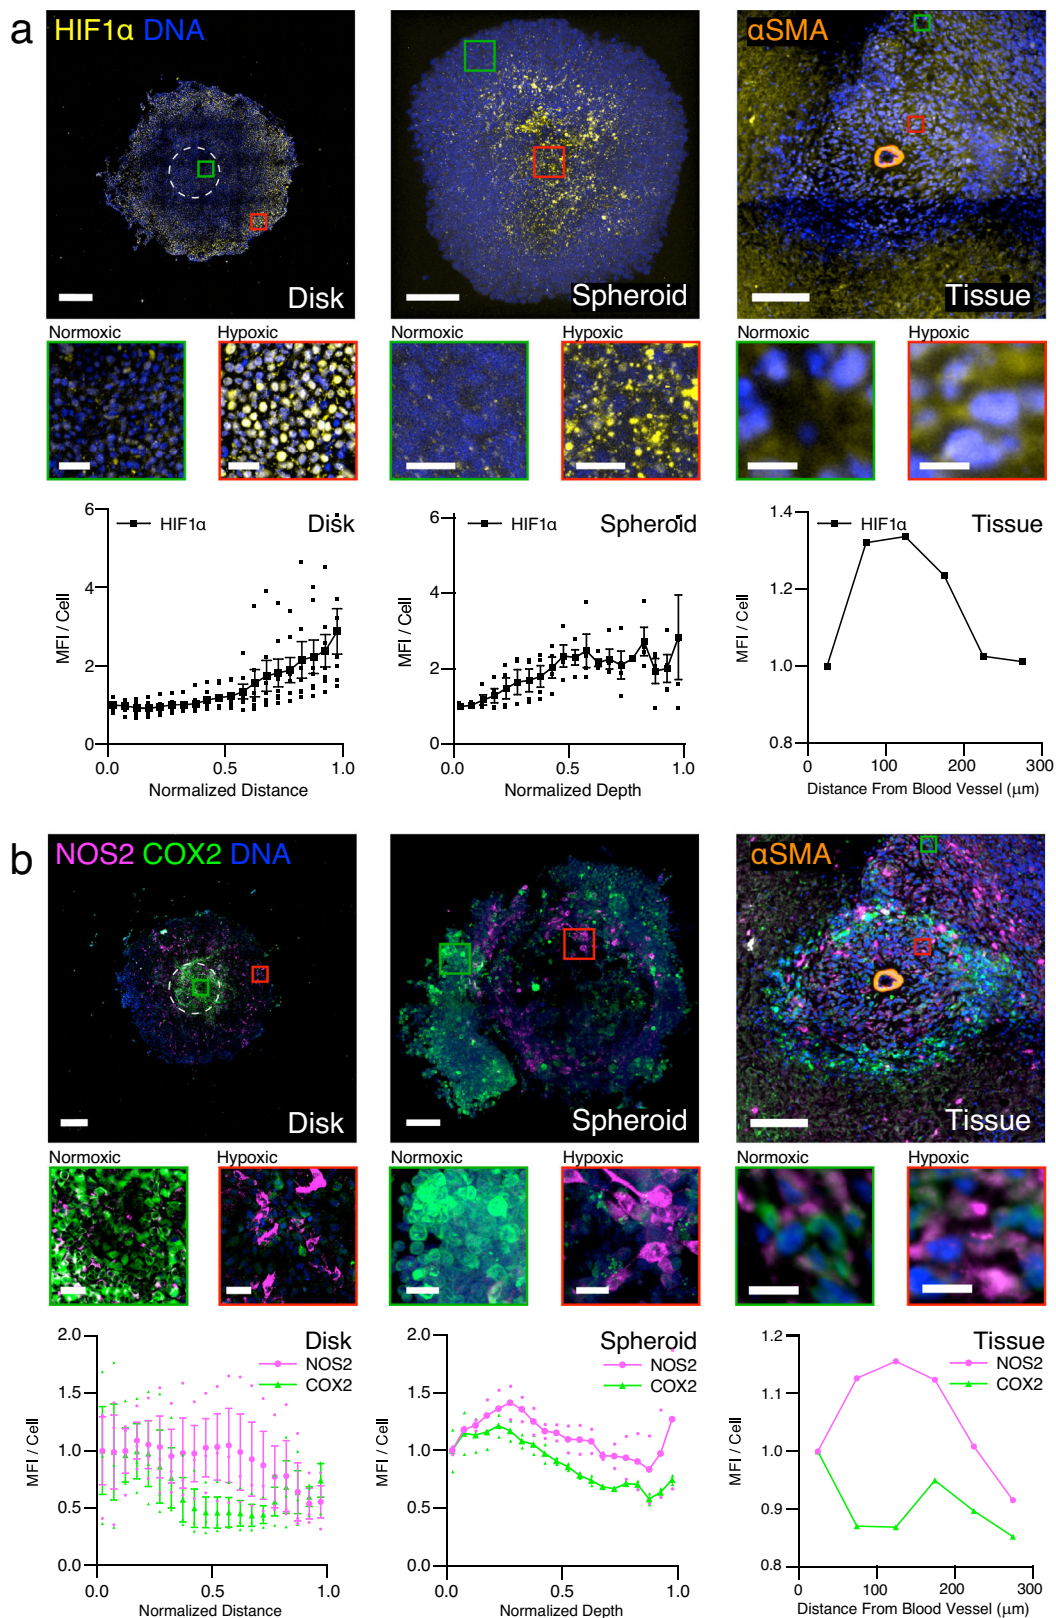 a
HIF1α DNA
αSMA
Disk
Spheroid
Tissue
Normoxic
Hypoxic
Normoxic
Hypoxic
Normoxic
Hypoxic
6
4
2
0
MFI / Cell
HIF1α
Disk
0.0
0.5
1.0
Normalized Distance
6
4
2
0
MFI / Cell
HIF1α
Spheroid
0.0
0.5
1.0
Normalized Depth
1.4
1.2
1.0
0.8
MFI / Cell
HIF1α
Tissue
0
100
200
300
Distance From Blood Vessel (μm)
b
NOS2 COX2 DNA
αSMA
Disk
Spheroid
Tissue
Normoxic
Hypoxic
Normoxic
Hypoxic
Normoxic
Hypoxic
2.0
1.5
1.0
0.5
0.0
MFI / Cell
Disk
NOS2
COX2
0.0
0.5
1.0
Normalized Distance
2.0
1.5
1.0
0.5
0.0
MFI / Cell
Spheroid
NOS2
COX2
0.0
0.5
1.0
Normalized Depth
1.2
1.1
1.0
0.9
0.8
MFI / Cell
Tissue
NOS2
COX2
0
100
200
300
Distance From Blood Vessel (μm)